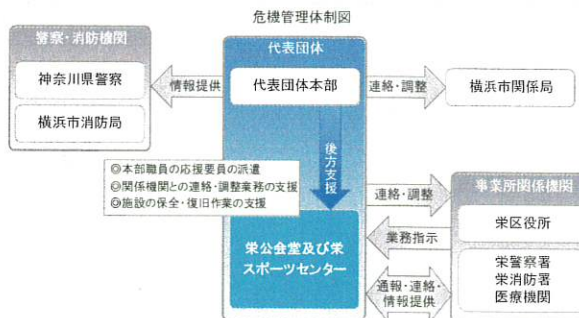 危機管理体制図
警察・消防機関
神奈川県警察
横浜市消防局
情報提供
代表団体
代表団体本部
連絡・調整
横浜市関係局
後方支援
◎本部職員の応援要員の派遣
◎関係機関との連絡・調整業務の支援
◎施設の保全・復旧作業の支援
栄公会堂及び栄
スポーツセンター
連絡・調整
業務指示
通報・連絡・
情報提供
事業所関係機関
栄区役所
栄警察署
栄消防署
医療機関